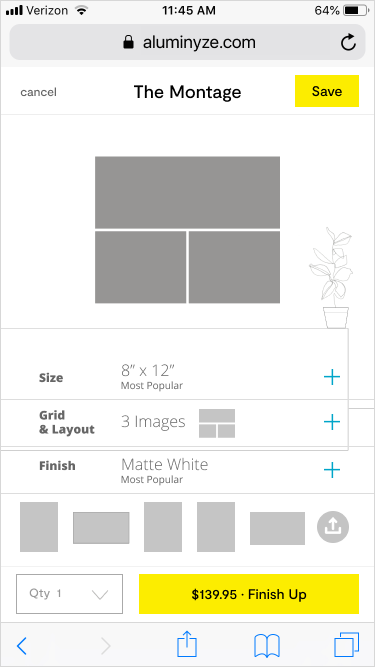 Verizon 11:45 AM 64%
aluminyze.com
cancel The Montage Save
Size 8” x 12”
Most Popular
Grid
& Layout 3 Images
Finish Matte White
Most Popular
Qty 1 $139.95 · Finish Up